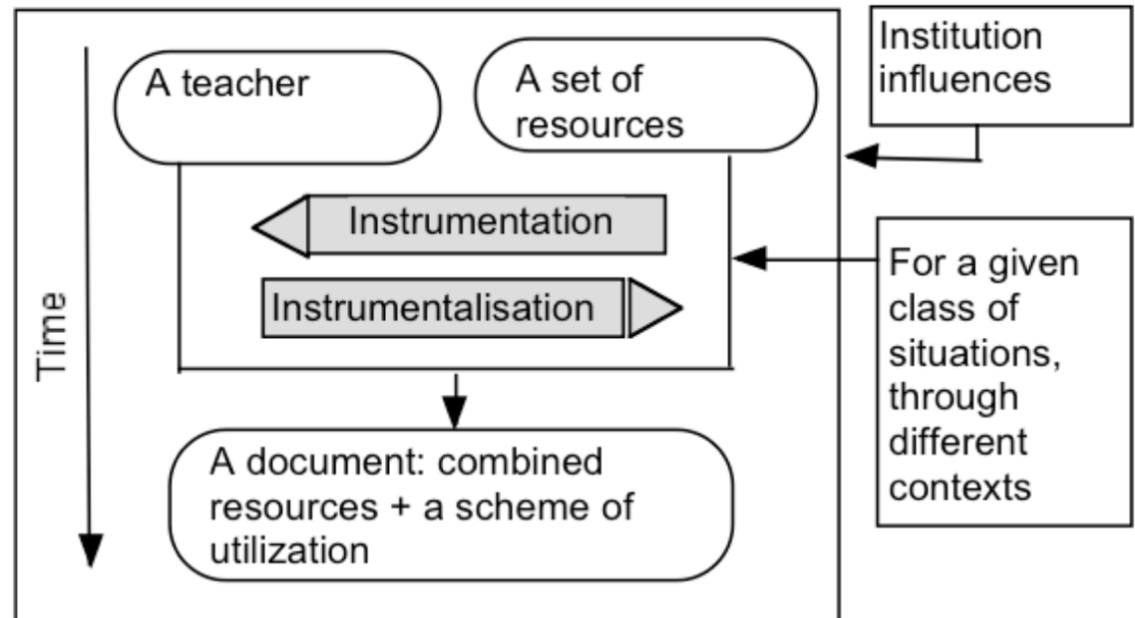 A teacher
A set of
resources
Institution
influences
Instrumentation
Instrumentalisation
For a given
class of
situations,
through
different
contexts
Time
A document: combined
resources + a scheme of
utilization